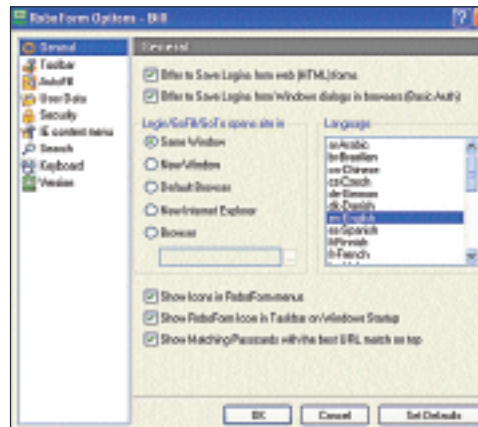 RoboForm Options - Bill
General
Toolbar
AutoFill
User Data
Security
IE context menu
Search
Keyboard
Version
General
Offer to Save Logins from web (HTML) forms
Offer to Save Logins from Windows dialogs in browsers (Basic Auth)
Login/GoFill/GoTo opens site in
Same Window
New Window
Default Browser
New Internet Explorer
Browser
Language
ar-Arabic
br-Brazilian
cn-Chinese
cs-Czech
de-German
dk-Danish
en-English
es-Spanish
fi-Finnish
fr-French
Show Icons in RoboForm menus
Show RoboForm Icon in Taskbar on Windows Startup
Show Matching Passcards with the best URL match on top
OK
Cancel
Set Defaults